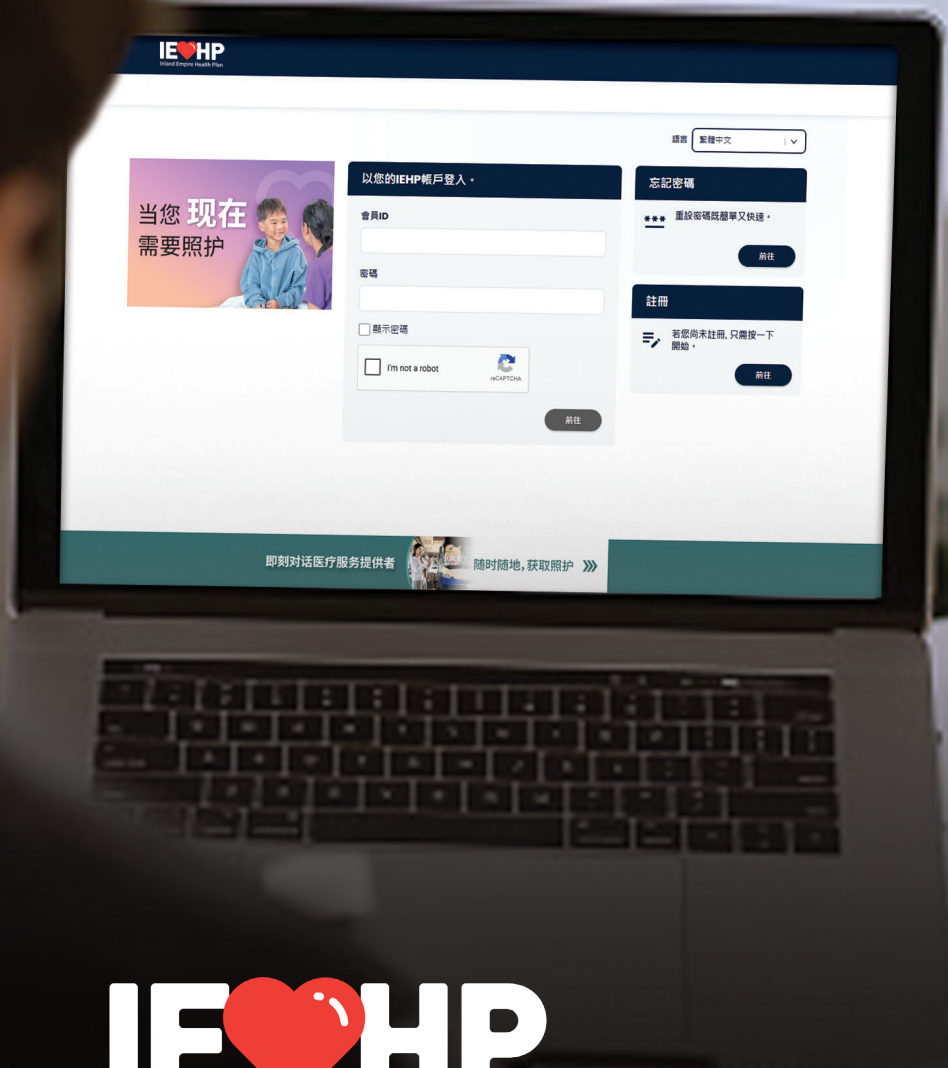 IEHP
Inland Empire Health Plan
語言 繁體中文
当您 现在
需要照护
以您的IEHP帳戶登入。
會員ID
密碼
顯示密碼
I'm not a robot
reCAPTCHA
前往
忘記密碼
*** 重設密碼既簡單又快速。
前往
註冊
若您尚未註冊, 只需按一下
開始。
前往
即刻对话医疗服务提供者
随时随地，获取照护
IEHP